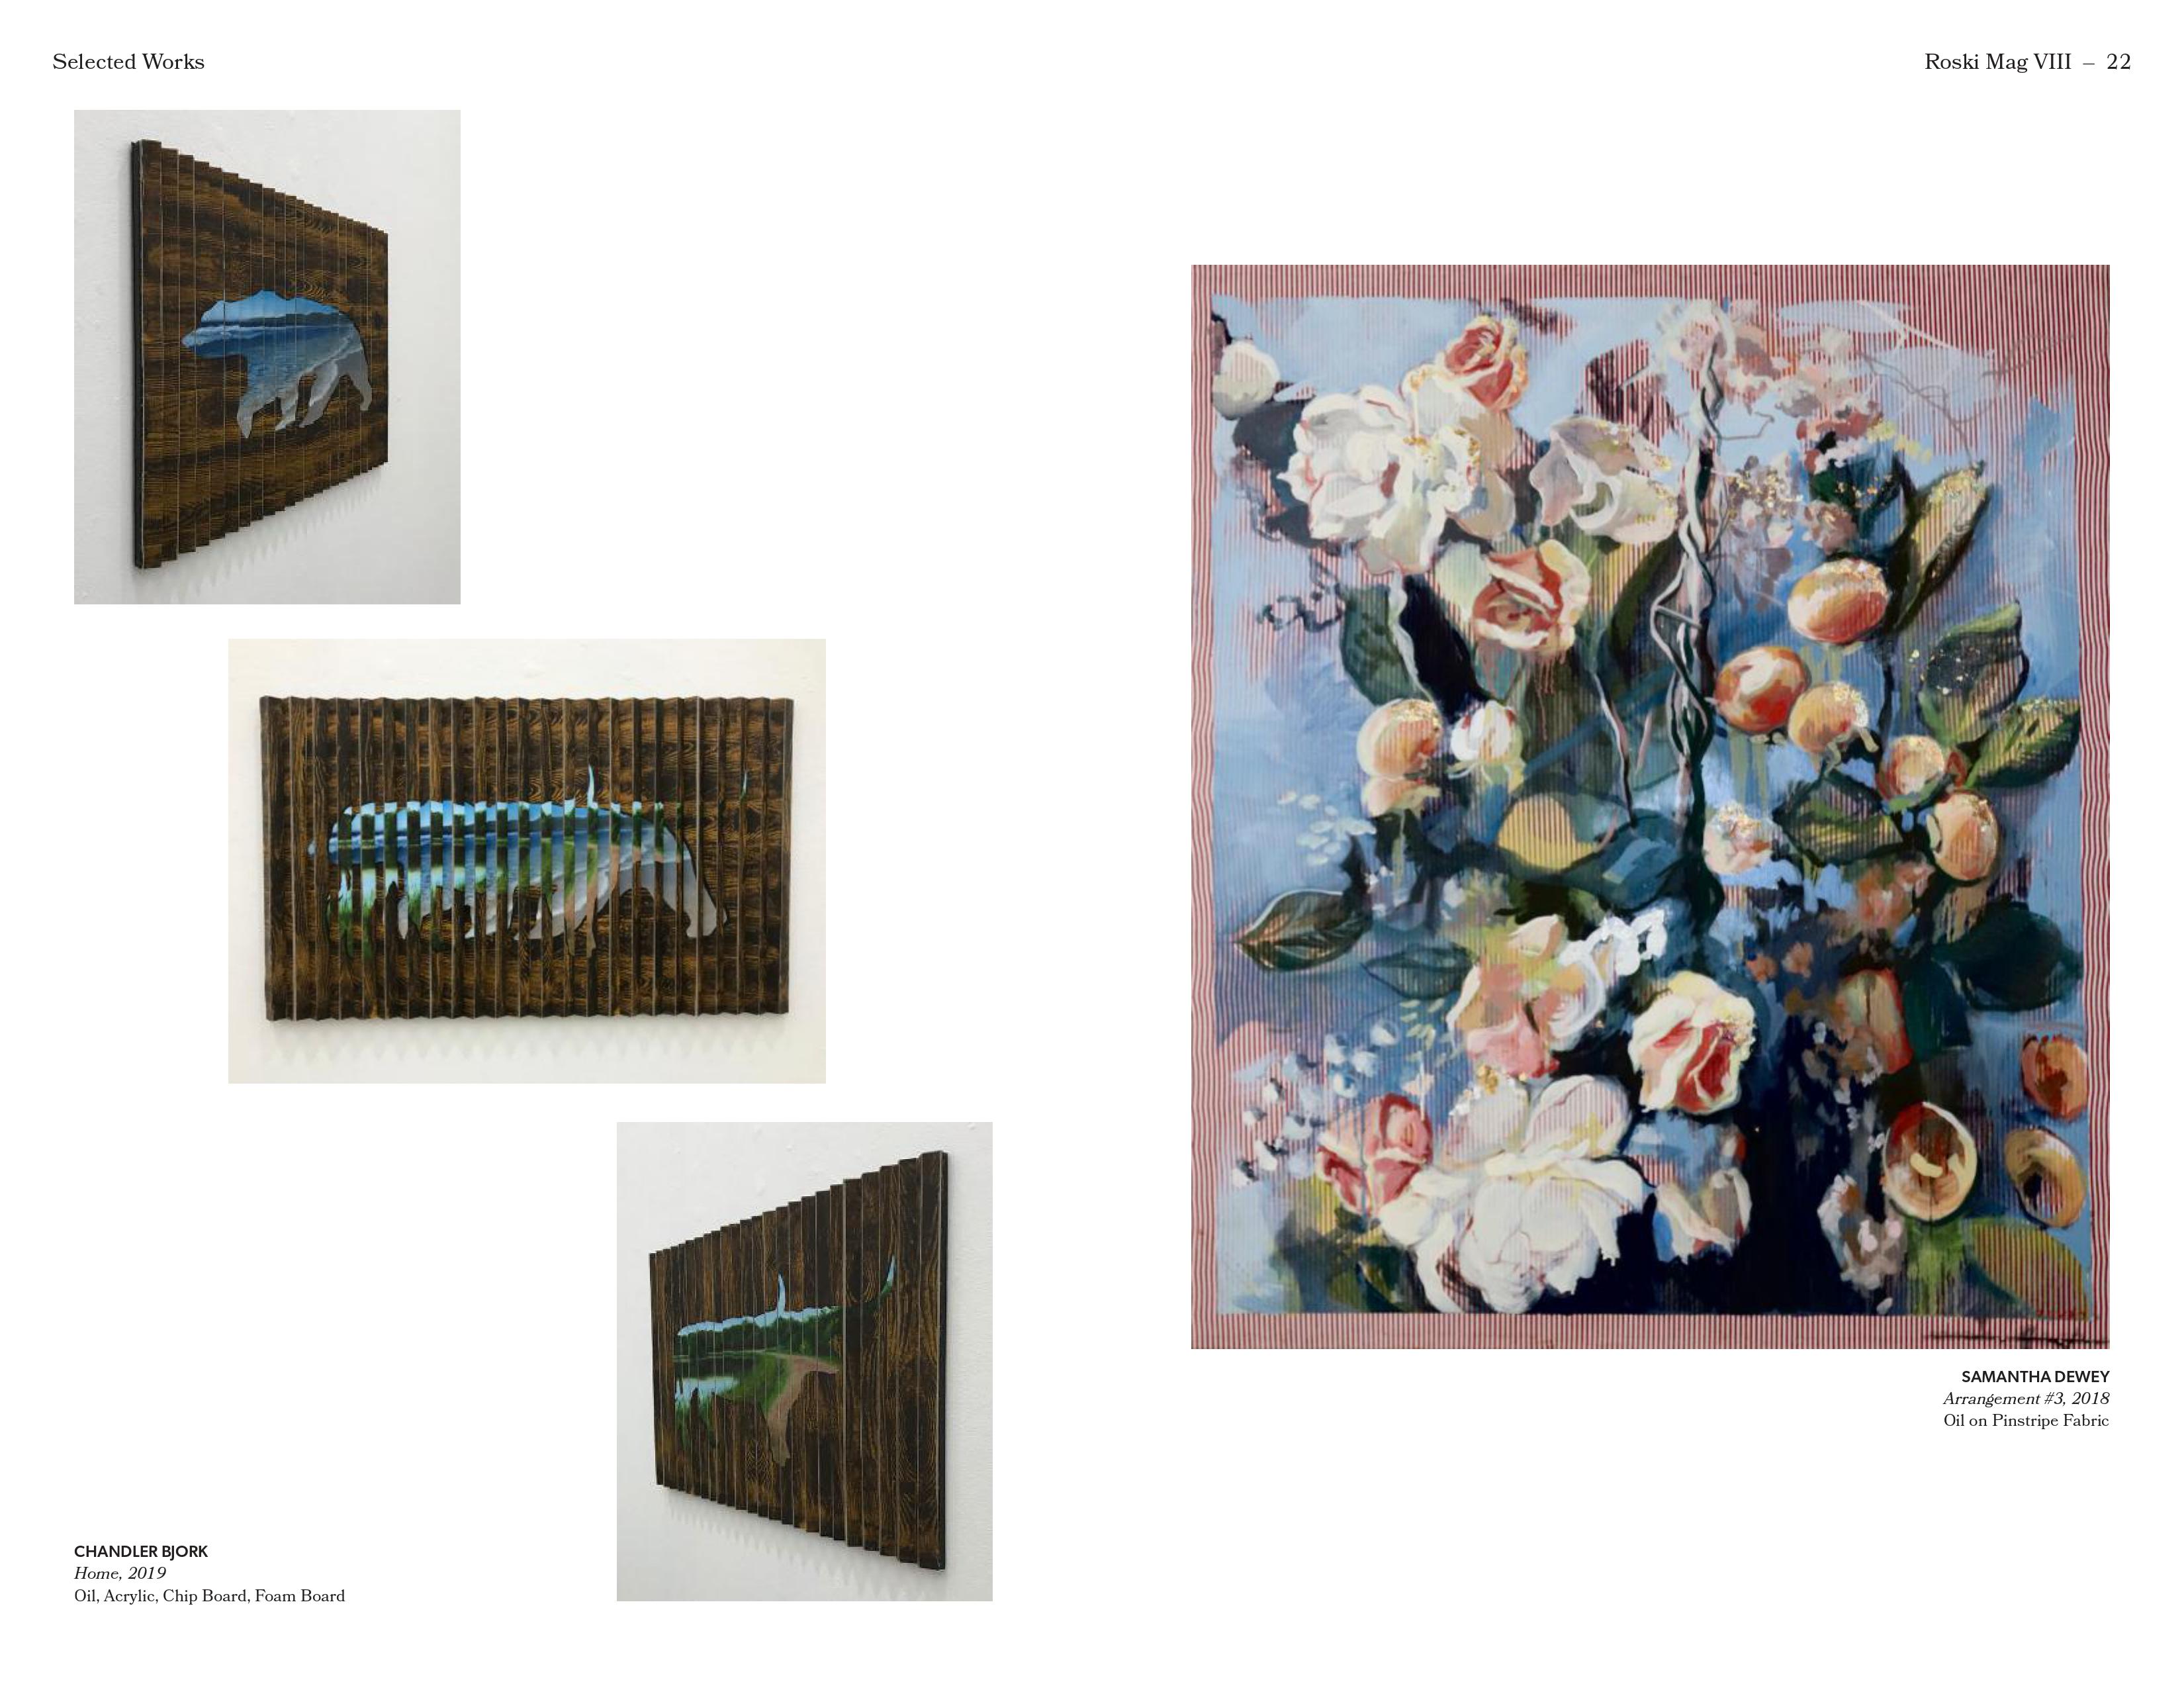 Selected Works
Roski Mag VIII – 22
SAMANTHA DEWEY
Arrangement #3, 2018
Oil on Pinstripe Fabric
CHANDLER BJORK
Home, 2019
Oil, Acrylic, Chip Board, Foam Board